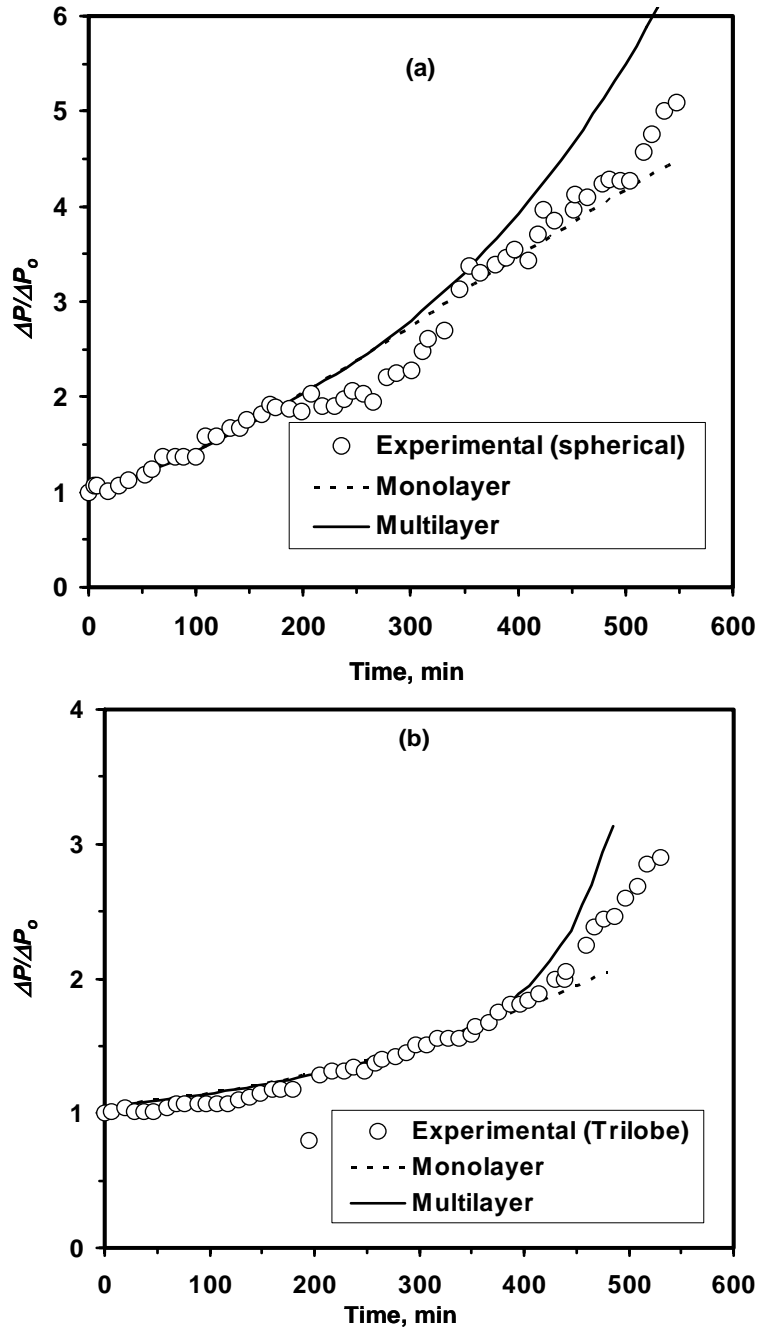 6
(a)
5
4
ΔP/ΔPo
3
2
1
0
Experimental (spherical)
Monolayer
Multilayer
0 100 200 300 400 500 600
Time, min
4
(b)
3
ΔP/ΔPo
2
1
0
Experimental (Trilobe)
Monolayer
Multilayer
0 100 200 300 400 500 600
Time, min